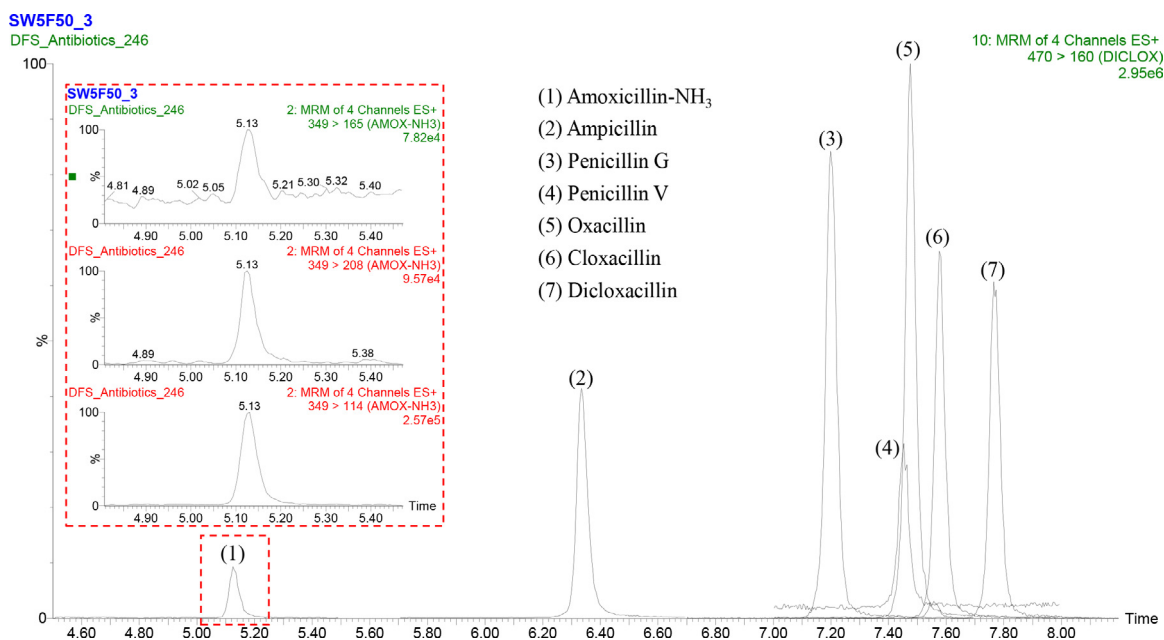 SW5F50_3
DFS_Antibiotics_246
10: MRM of 4 Channels ES+
470 > 160 (DICLOX)
2.95e6
100
%
0
SW5F50_3
DFS_Antibiotics_246
2: MRM of 4 Channels ES+
349 > 165 (AMOX-NH3)
7.82e4
100
%
0
5.13
4.81
4.89
5.02
5.05
5.21
5.30
5.32
5.40
4.90 5.00 5.10 5.20 5.30 5.40
DFS_Antibiotics_246
2: MRM of 4 Channels ES+
349 > 208 (AMOX-NH3)
9.57e4
100
%
0
5.13
4.89
5.38
4.90 5.00 5.10 5.20 5.30 5.40
DFS_Antibiotics_246
2: MRM of 4 Channels ES+
349 > 114 (AMOX-NH3)
2.57e5
100
%
0
5.13
Time
4.90 5.00 5.10 5.20 5.30 5.40
(1) Amoxicillin-NH₃
(2) Ampicillin
(3) Penicillin G
(4) Penicillin V
(5) Oxacillin
(6) Cloxacillin
(7) Dicloxacillin
(1)
(2)
(3)
(4)
(5)
(6)
(7)
Time
4.60 4.80 5.00 5.20 5.40 5.60 5.80 6.00 6.20 6.40 6.60 6.80 7.00 7.20 7.40 7.60 7.80 8.00